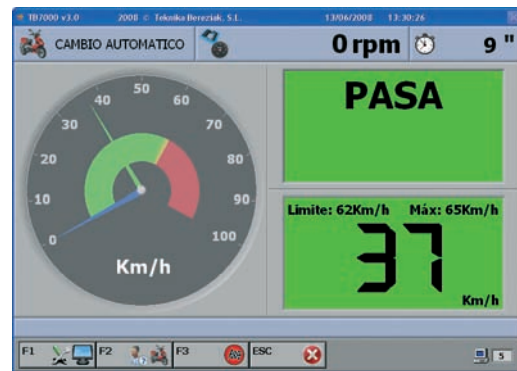 TB7000 v3.0 2008 © Teknika Bereziak, S.L. 13/06/2008 13:30:26
CAMBIO AUTOMATICO 0 rpm 9 "
0 10 20 30 40 50 60 70 80 90 100
Km/h
PASA
Limite: 62Km/h Máx: 65Km/h
37
Km/h
F1 F2 F3 ESC 5